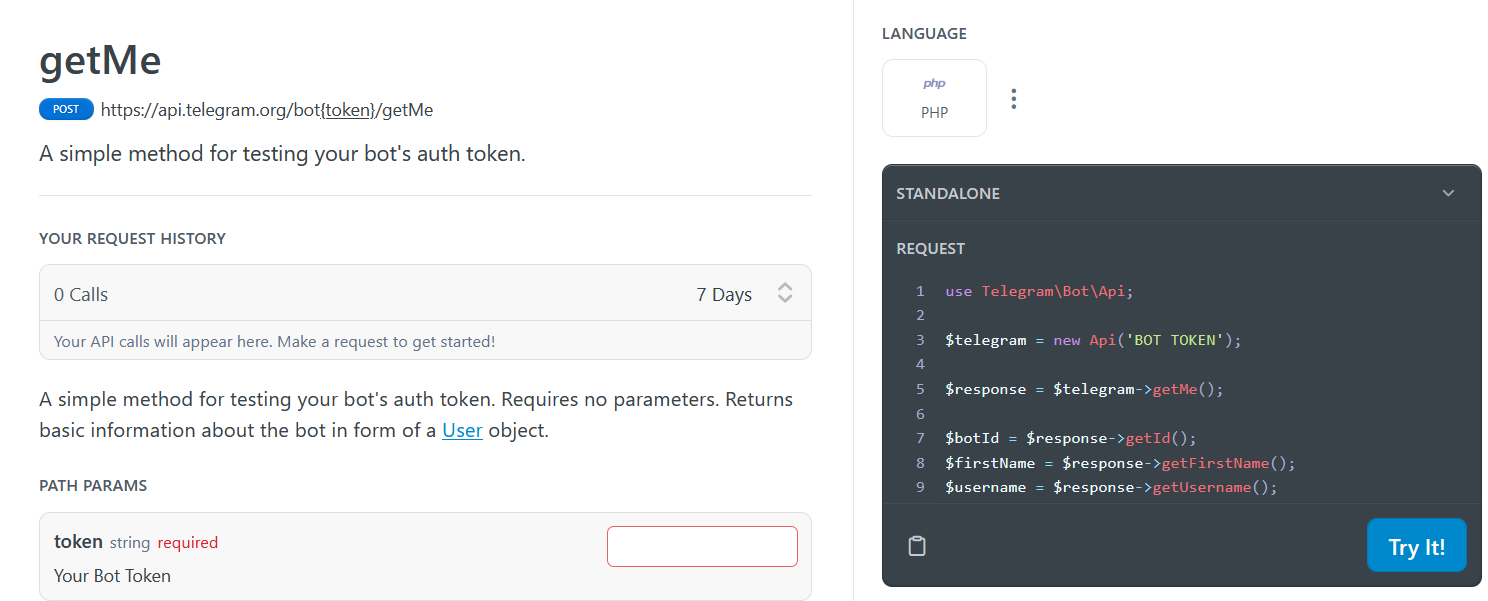 getMe
POST https://api.telegram.org/bot{token}/getMe
A simple method for testing your bot's auth token.
YOUR REQUEST HISTORY
0 Calls 7 Days
Your API calls will appear here. Make a request to get started!
A simple method for testing your bot's auth token. Requires no parameters. Returns
basic information about the bot in form of a User object.
PATH PARAMS
token string required
Your Bot Token
LANGUAGE
php
PHP
STANDALONE
REQUEST
1 use Telegram\Bot\Api;
2
3 $telegram = new Api('BOT TOKEN');
4
5 $response = $telegram->getMe();
6
7 $botId = $response->getId();
8 $firstName = $response->getFirstName();
9 $username = $response->getUsername();
Try It!